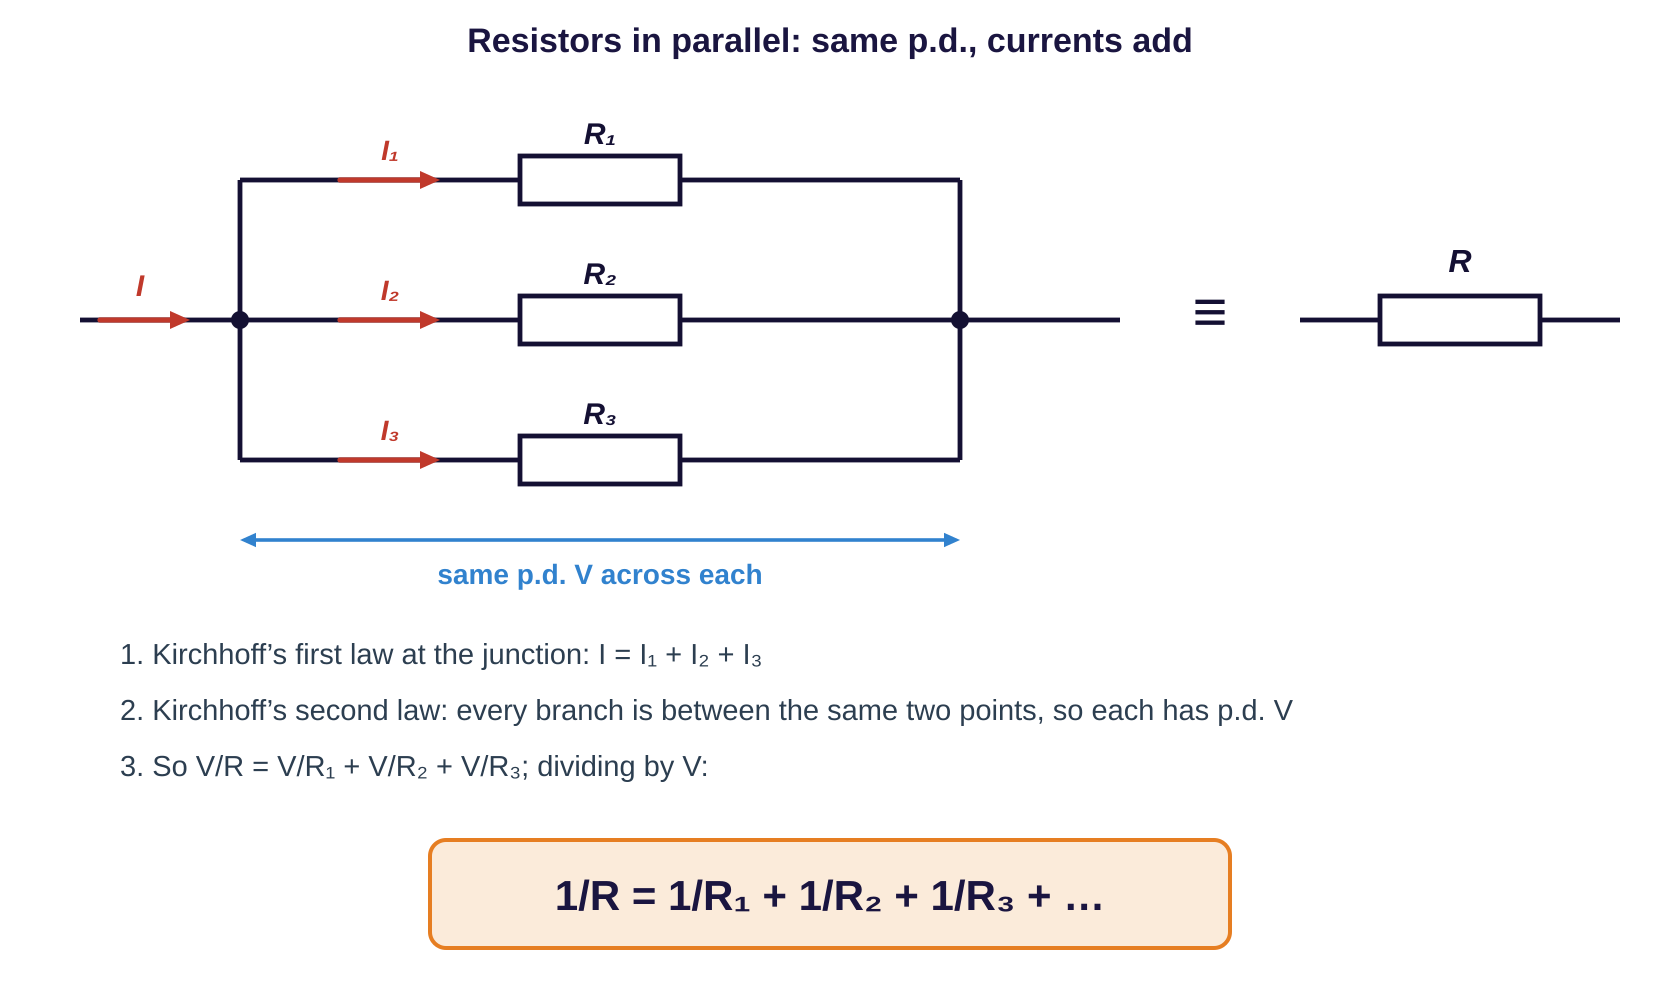 Resistors in parallel: same p.d., currents add
R₁
I₁
R₂
I₂
I
R
≡
R₃
I₃
same p.d. V across each
1. Kirchhoff’s first law at the junction: I = I₁ + I₂ + I₃
2. Kirchhoff’s second law: every branch is between the same two points, so each has p.d. V
3. So V/R = V/R₁ + V/R₂ + V/R₃; dividing by V:
1/R = 1/R₁ + 1/R₂ + 1/R₃ + …